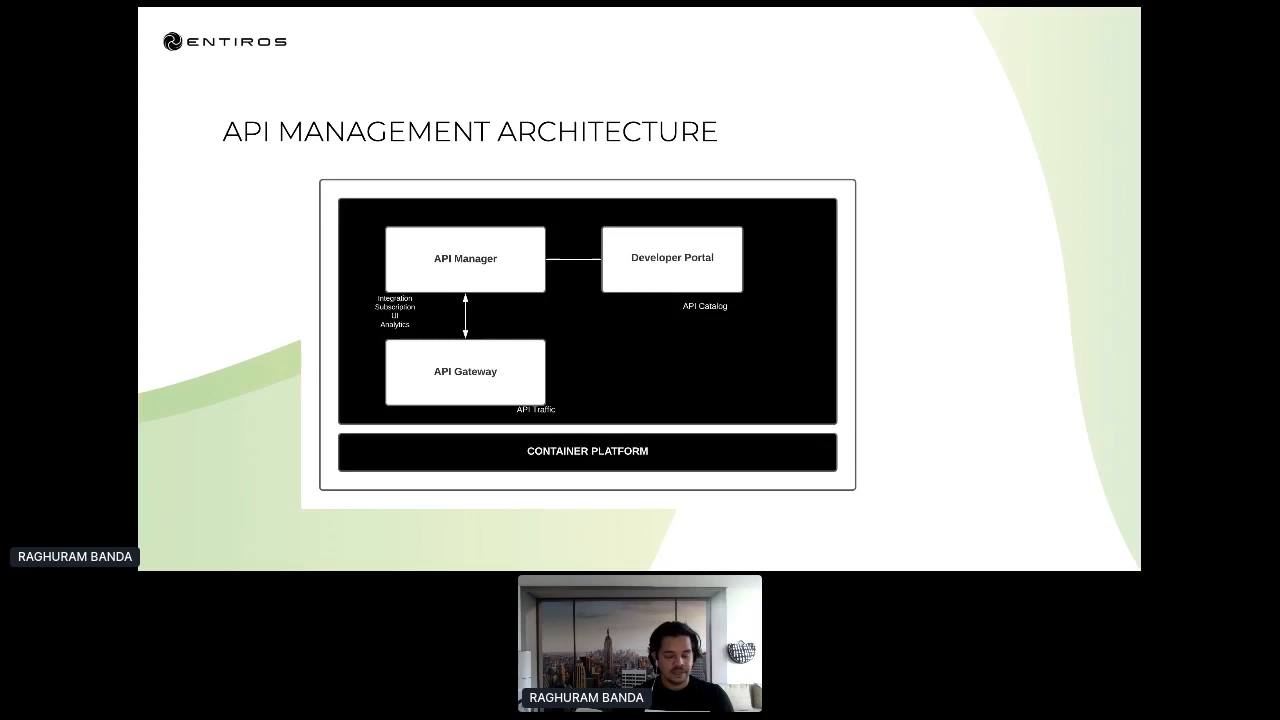 ENTIROS
API MANAGEMENT ARCHITECTURE
API Manager
Developer Portal
Integration
Subscription
UI
Analytics
API Catalog
API Gateway
API Traffic
CONTAINER PLATFORM
RAGHURAM BANDA
RAGHURAM BANDA